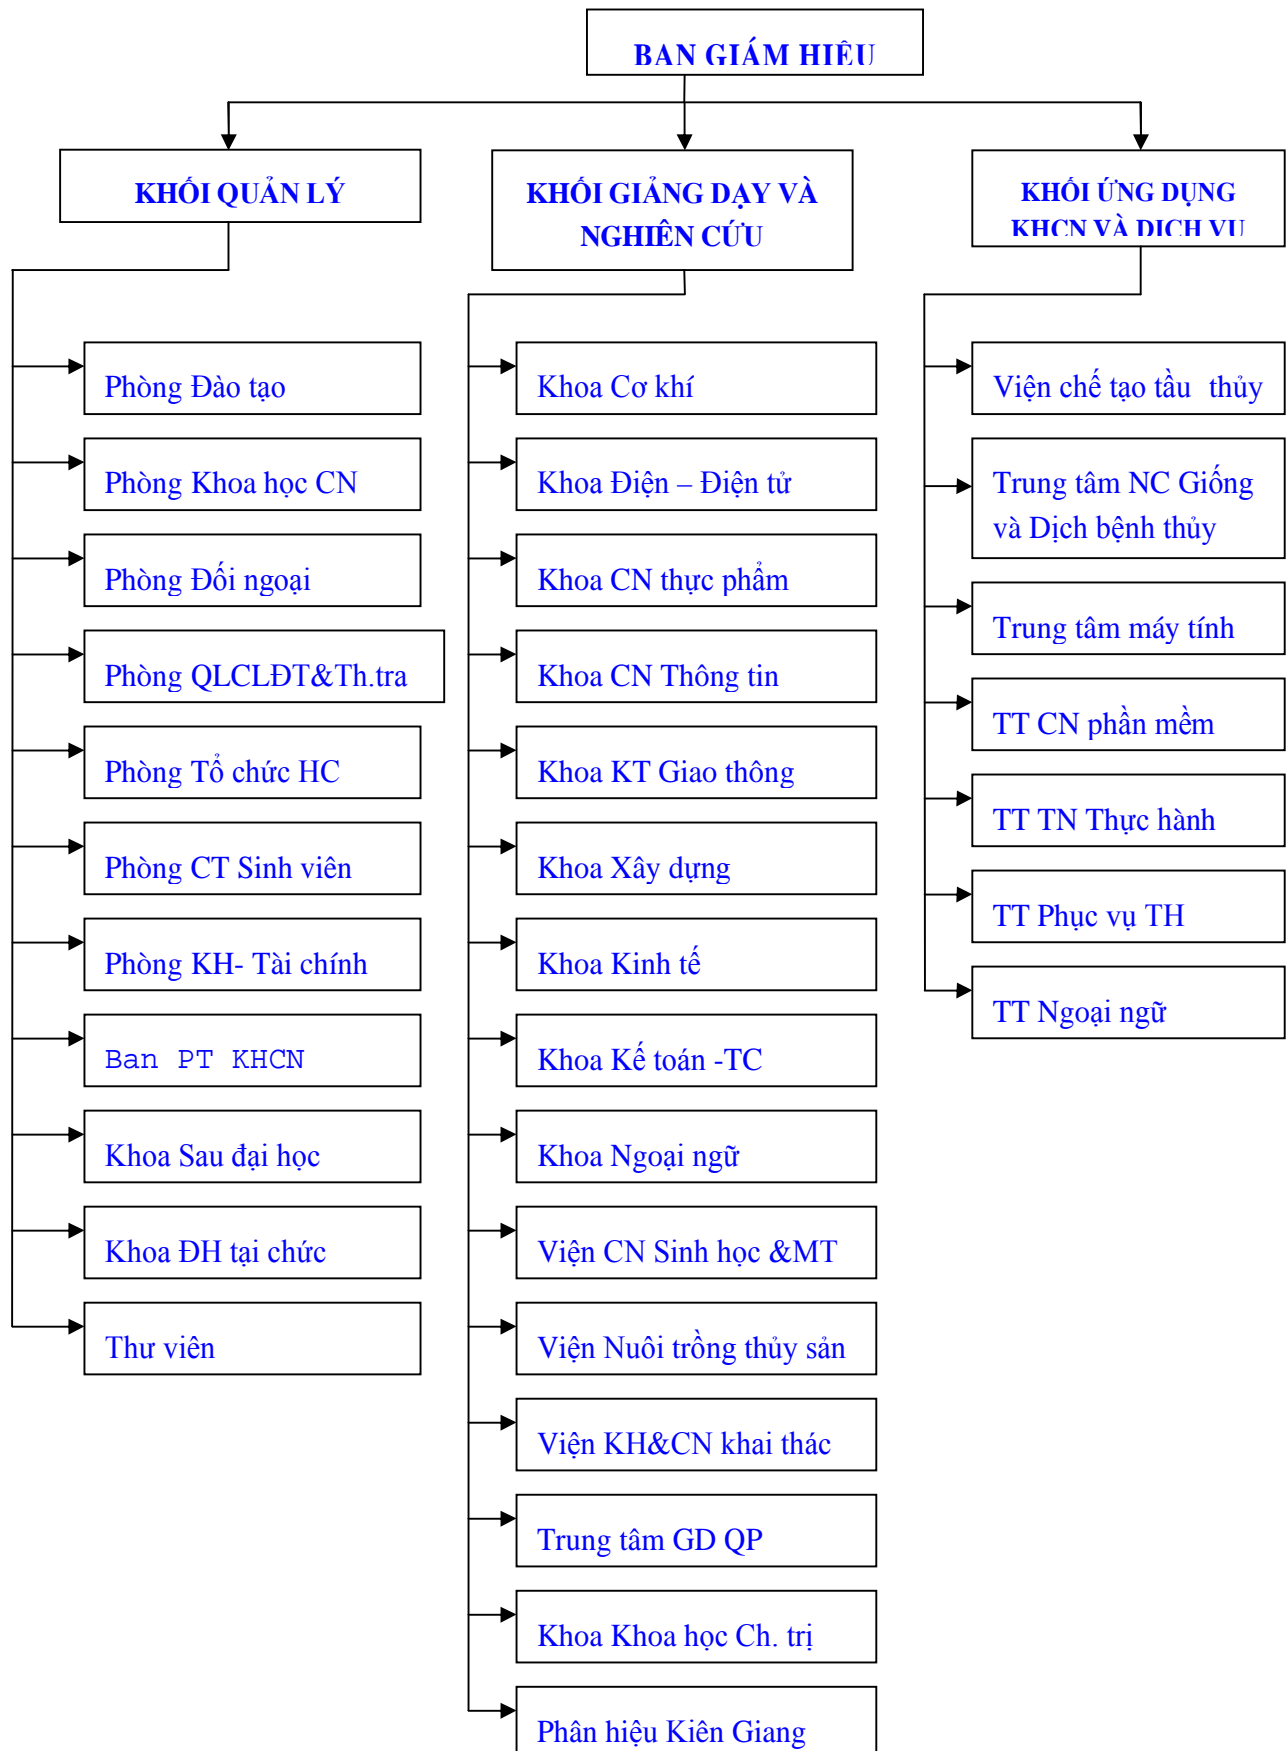 BAN GIÁM HIỆU
KHỐI QUẢN LÝ
KHỐI GIẢNG DẠY VÀ
NGHIÊN CỨU
KHỐI ỨNG DỤNG
KHCN VÀ DỊCH VỤ
Phòng Đào tạo
Phòng Khoa học CN
Phòng Đối ngoại
Phòng QLCLĐT&Th.tra
Phòng Tổ chức HC
Phòng CT Sinh viên
Phòng KH- Tài chính
Ban PT KHCN
Khoa Sau đại học
Khoa ĐH tại chức
Thư viên
Khoa Cơ khí
Khoa Điện – Điện tử
Khoa CN thực phẩm
Khoa CN Thông tin
Khoa KT Giao thông
Khoa Xây dựng
Khoa Kinh tế
Khoa Kế toán -TC
Khoa Ngoại ngữ
Viện CN Sinh học &MT
Viện Nuôi trồng thủy sản
Viện KH&CN khai thác
Trung tâm GD QP
Khoa Khoa học Ch. trị
Phân hiệu Kiên Giang
Viện chế tạo tầu thủy
Trung tâm NC Giống
và Dịch bệnh thủy
Trung tâm máy tính
TT CN phần mềm
TT TN Thực hành
TT Phục vụ TH
TT Ngoại ngữ